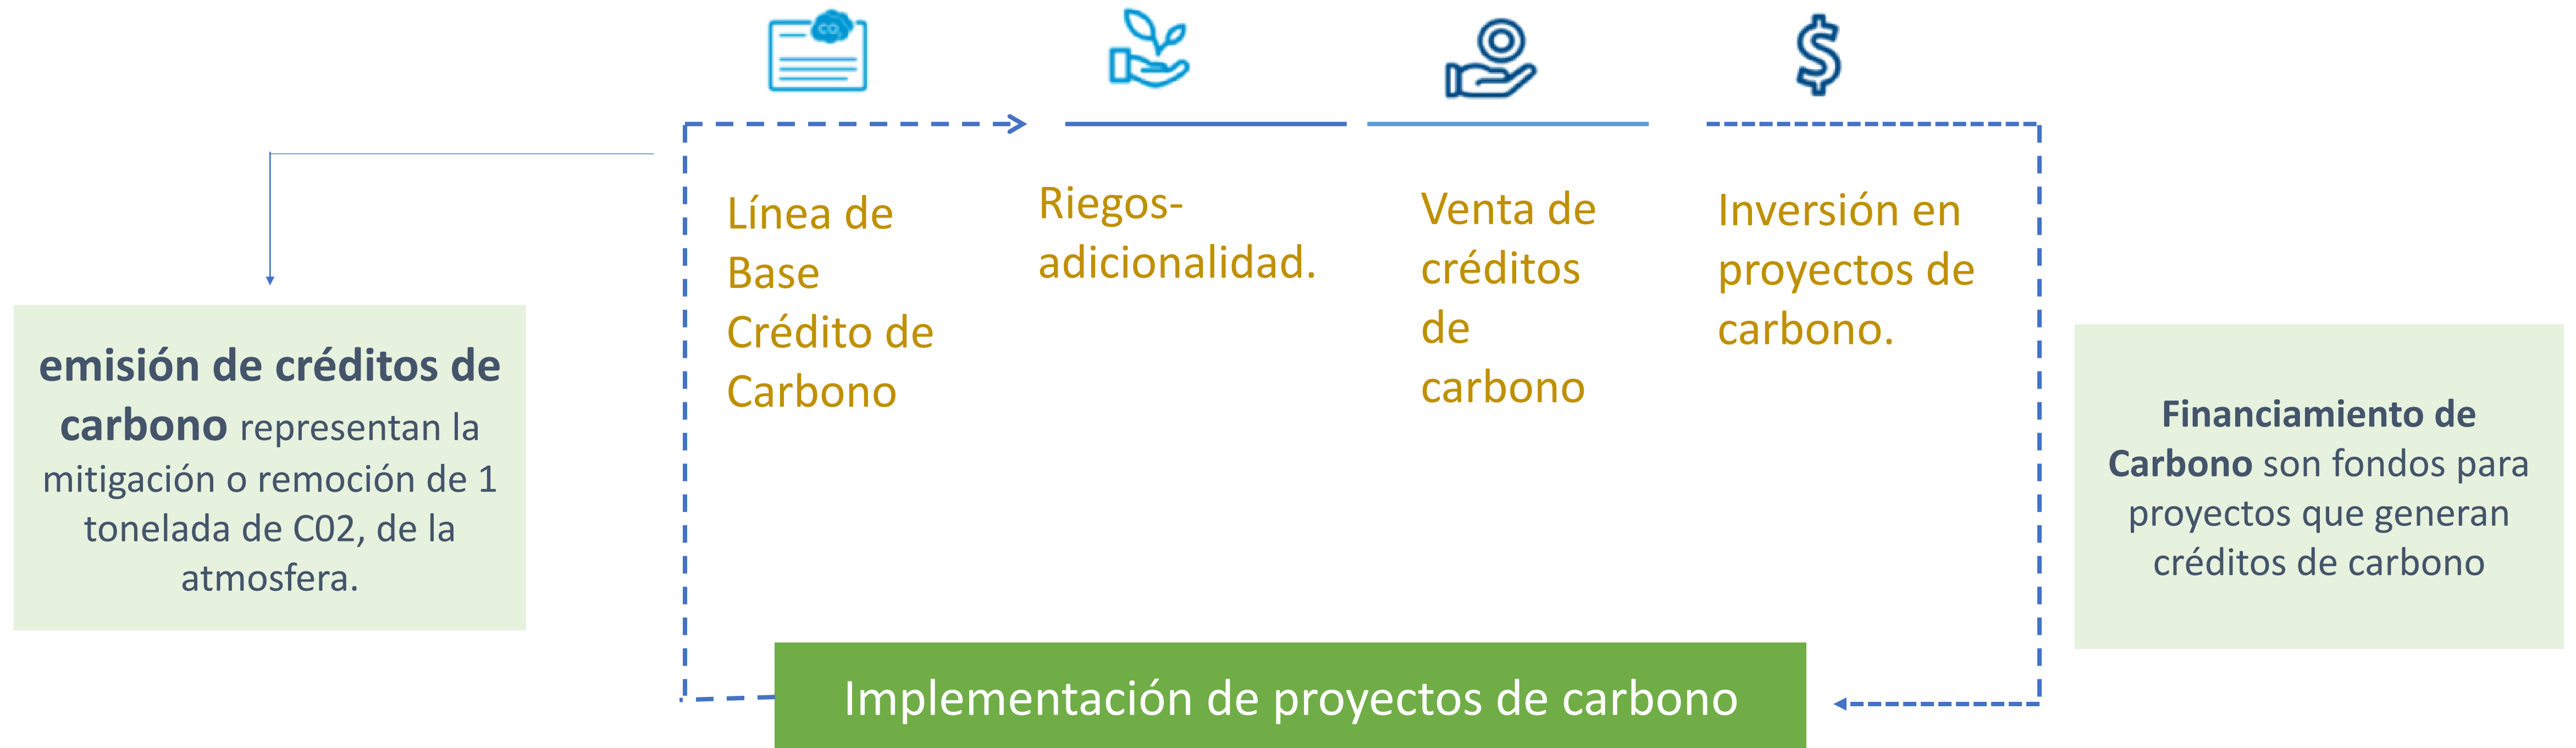 CO₂
Línea de
Base
Crédito de
Carbono
Riegos-
adicionalidad.
Venta de
créditos
de
carbono
Inversión en
proyectos de
carbono.
emisión de créditos de
carbono representan la
mitigación o remoción de 1
tonelada de C02, de la
atmosfera.
Financiamiento de
Carbono son fondos para
proyectos que generan
créditos de carbono
Implementación de proyectos de carbono